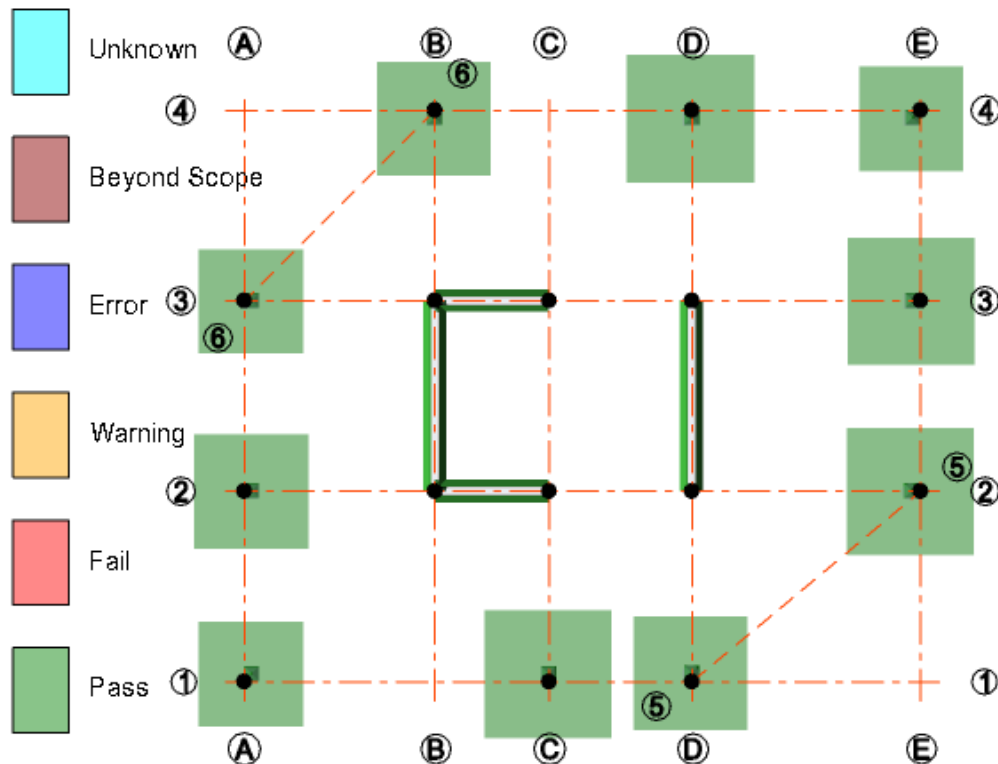 Unknown
Beyond Scope
Error
Warning
Fail
Pass
A B C D E
6
4 4
3 3
6
2 5 2
1 1
5
A B C D E